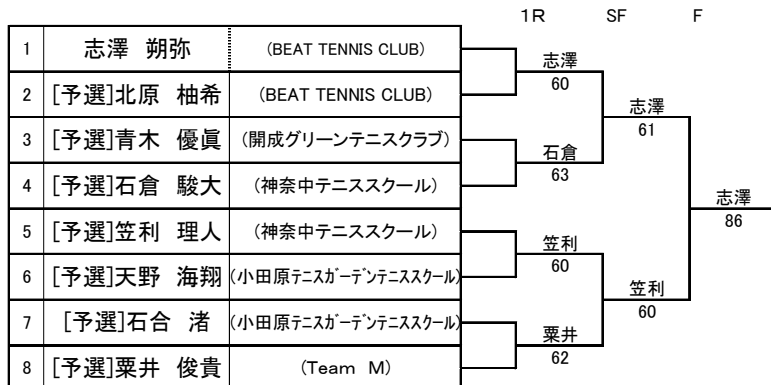 1R SF F
1 志澤 朔弥 (BEAT TENNIS CLUB)
志澤
60
2 [予選]北原 柚希 (BEAT TENNIS CLUB)
志澤
61
3 [予選]青木 優眞 (開成グリーンテニスクラブ)
石倉
63
4 [予選]石倉 駿大 (神奈中テニススクール)
志澤
86
5 [予選]笠利 理人 (神奈中テニススクール)
笠利
60
6 [予選]天野 海翔 (小田原テニスガーデンテニススクール)
笠利
60
7 [予選]石合 渚 (小田原テニスガーデンテニススクール)
粟井
62
8 [予選]粟井 俊貴 (Team M)